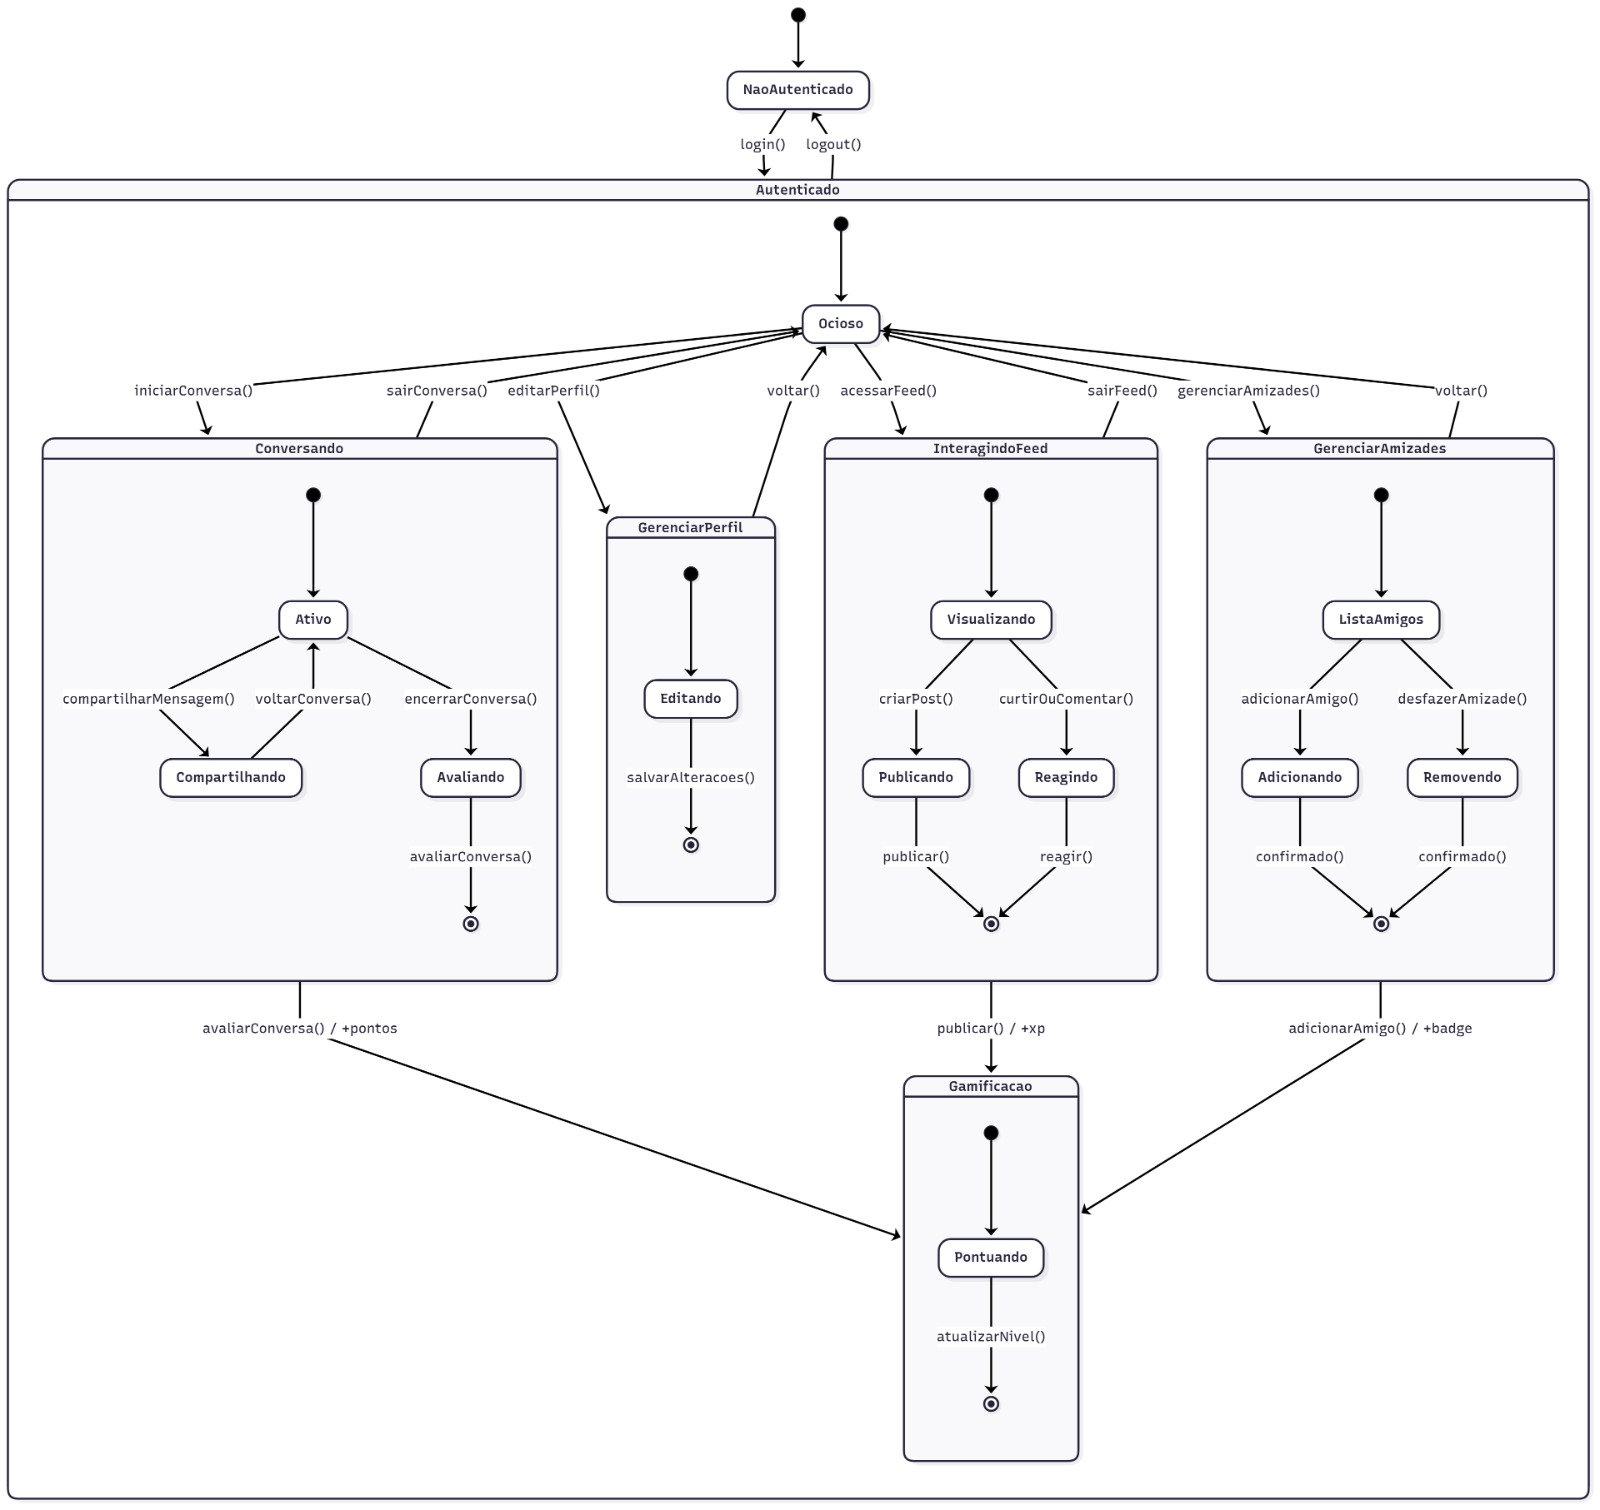 NaoAutenticado
login()
logout()
Autenticado
Ocioso
iniciarConversa()
sairConversa()
editarPerfil()
voltar()
acessarFeed()
sairFeed()
gerenciarAmizades()
voltar()
Conversando
InteragindoFeed
GerenciarAmizades
GerenciarPerfil
Ativo
Visualizando
ListaAmigos
compartilharMensagem()
voltarConversa()
encerrarConversa()
Editando
criarPost()
curtirOuComentar()
adicionarAmigo()
desfazerAmizade()
Compartilhando
Avaliando
salvarAlteracoes()
Publicando
Reagindo
Adicionando
Removendo
avaliarConversa()
publicar()
reagir()
confirmado()
confirmado()
avaliarConversa() / +pontos
publicar() / +xp
adicionarAmigo() / +badge
Gamificacao
Pontuando
atualizarNivel()